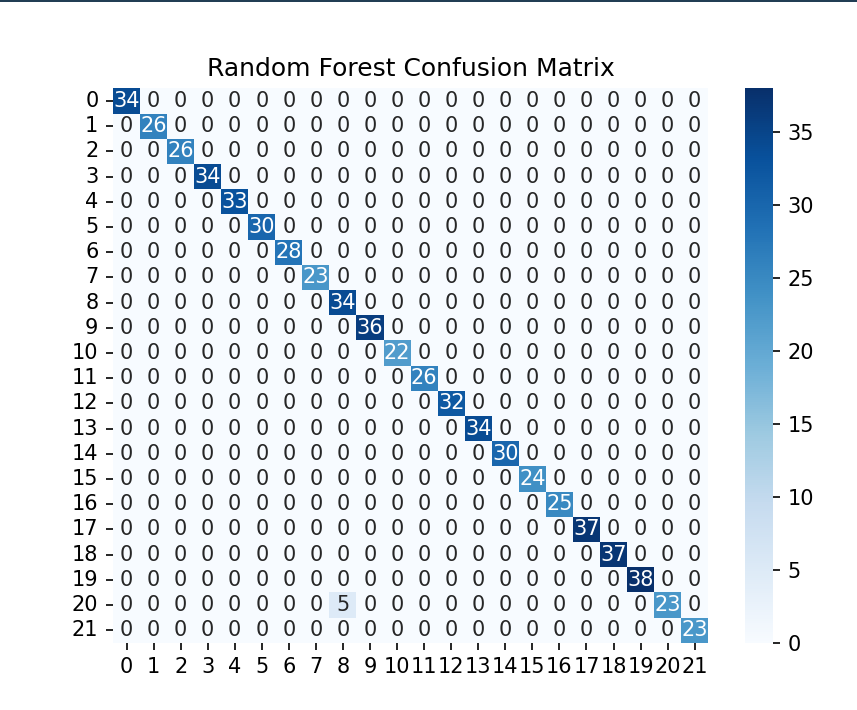 Random Forest Confusion Matrix
0 34 0 0 0 0 0 0 0 0 0 0 0 0 0 0 0 0 0 0 0 0 0
1 0 26 0 0 0 0 0 0 0 0 0 0 0 0 0 0 0 0 0 0 0 0
2 0 0 26 0 0 0 0 0 0 0 0 0 0 0 0 0 0 0 0 0 0 0
3 0 0 0 34 0 0 0 0 0 0 0 0 0 0 0 0 0 0 0 0 0 0 35
4 0 0 0 0 33 0 0 0 0 0 0 0 0 0 0 0 0 0 0 0 0 0 30
5 0 0 0 0 0 30 0 0 0 0 0 0 0 0 0 0 0 0 0 0 0 0
6 0 0 0 0 0 0 28 0 0 0 0 0 0 0 0 0 0 0 0 0 0 0
7 0 0 0 0 0 0 0 23 0 0 0 0 0 0 0 0 0 0 0 0 0 0 25
8 0 0 0 0 0 0 0 0 34 0 0 0 0 0 0 0 0 0 0 0 0 0
9 0 0 0 0 0 0 0 0 0 36 0 0 0 0 0 0 0 0 0 0 0 0
10 0 0 0 0 0 0 0 0 0 0 22 0 0 0 0 0 0 0 0 0 0 0 20
11 0 0 0 0 0 0 0 0 0 0 0 26 0 0 0 0 0 0 0 0 0 0
12 0 0 0 0 0 0 0 0 0 0 0 0 32 0 0 0 0 0 0 0 0 0
13 0 0 0 0 0 0 0 0 0 0 0 0 0 34 0 0 0 0 0 0 0 0 15
14 0 0 0 0 0 0 0 0 0 0 0 0 0 0 30 0 0 0 0 0 0 0
15 0 0 0 0 0 0 0 0 0 0 0 0 0 0 0 24 0 0 0 0 0 0
16 0 0 0 0 0 0 0 0 0 0 0 0 0 0 0 0 25 0 0 0 0 0 10
17 0 0 0 0 0 0 0 0 0 0 0 0 0 0 0 0 0 37 0 0 0 0
18 0 0 0 0 0 0 0 0 0 0 0 0 0 0 0 0 0 0 37 0 0 0
19 0 0 0 0 0 0 0 0 0 0 0 0 0 0 0 0 0 0 0 38 0 0 5
20 0 0 0 0 0 0 0 0 5 0 0 0 0 0 0 0 0 0 0 0 23 0
21 0 0 0 0 0 0 0 0 0 0 0 0 0 0 0 0 0 0 0 0 0 23 0
0 1 2 3 4 5 6 7 8 9 10 11 12 13 14 15 16 17 18 19 20 21